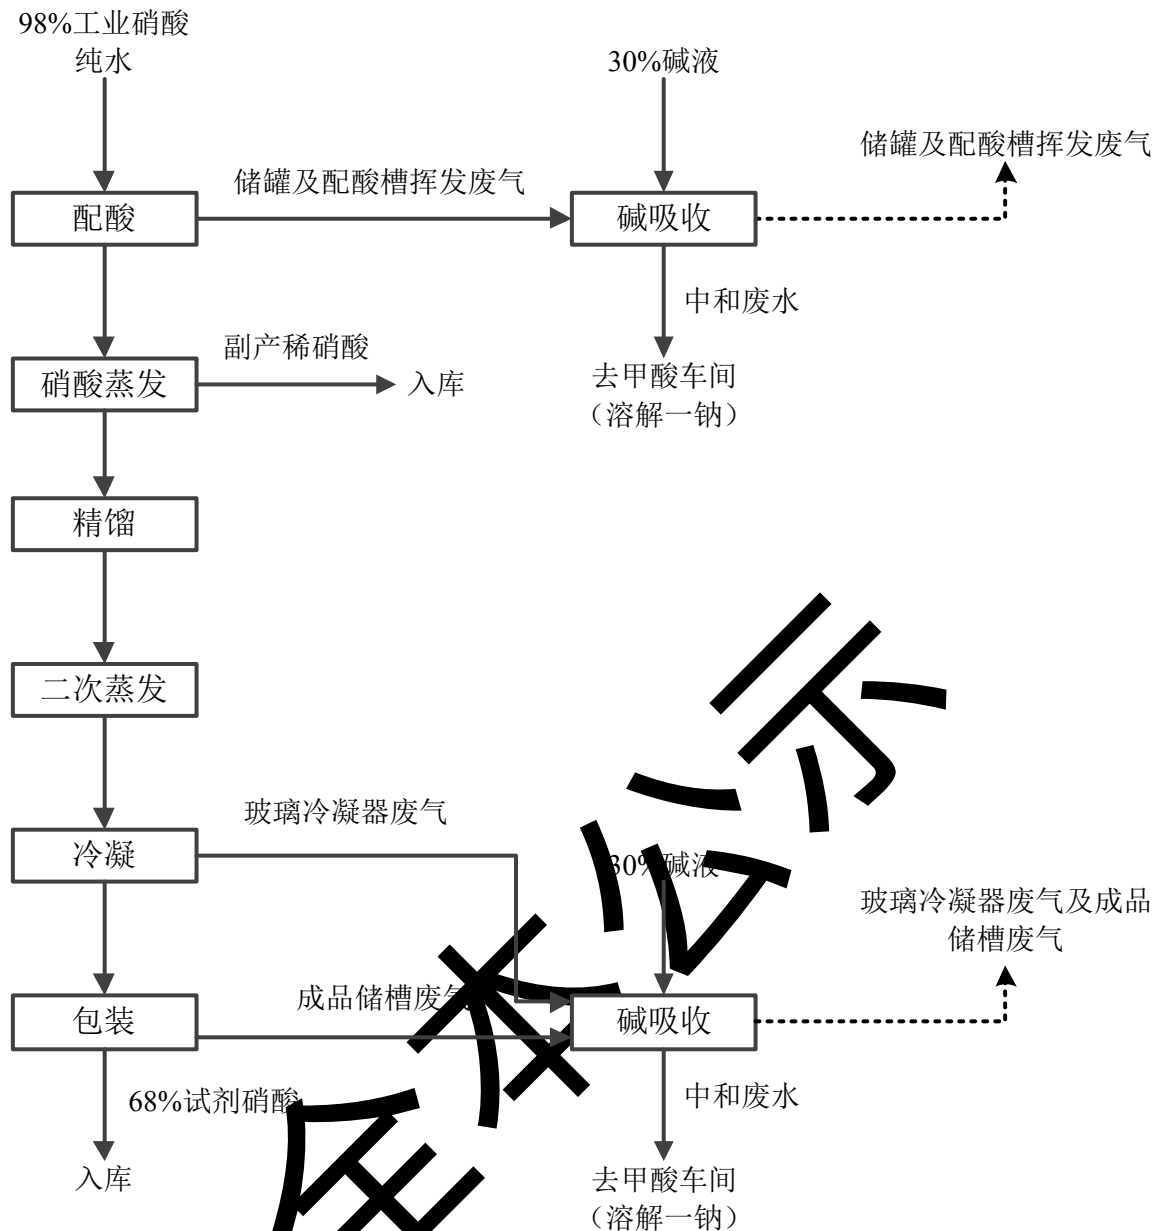 98%工业硝酸
纯水
30%碱液
储罐及配酸槽挥发废气
储罐及配酸槽挥发废气
配酸
碱吸收
中和废水
副产稀硝酸
硝酸蒸发
入库
去甲酸车间
（溶解一钠）
精馏
二次蒸发
玻璃冷凝器废气
冷凝
30%碱液
玻璃冷凝器废气及成品
储槽废气
成品储槽废气
包装
碱吸收
68%试剂硝酸
中和废水
入库
去甲酸车间
（溶解一钠）
全本公示